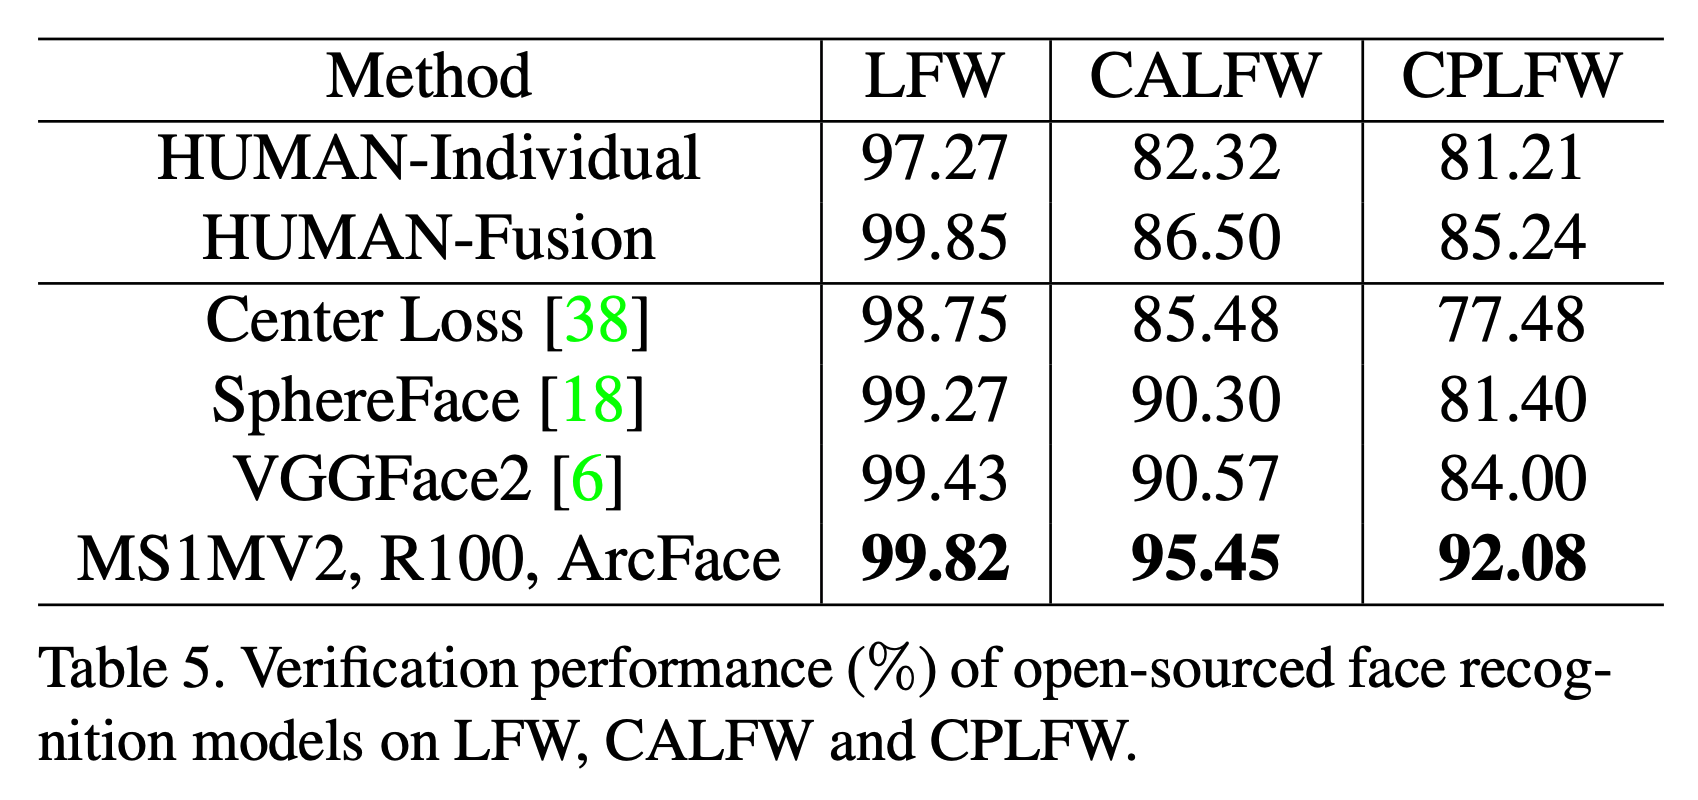 Method LFW CALFW CPLFW
HUMAN-Individual 97.27 82.32 81.21
HUMAN-Fusion 99.85 86.50 85.24
Center Loss [38] 98.75 85.48 77.48
SphereFace [18] 99.27 90.30 81.40
VGGFace2 [6] 99.43 90.57 84.00
MS1MV2, R100, ArcFace 99.82 95.45 92.08
Table 5. Verification performance (%) of open-sourced face recog-
nition models on LFW, CALFW and CPLFW.